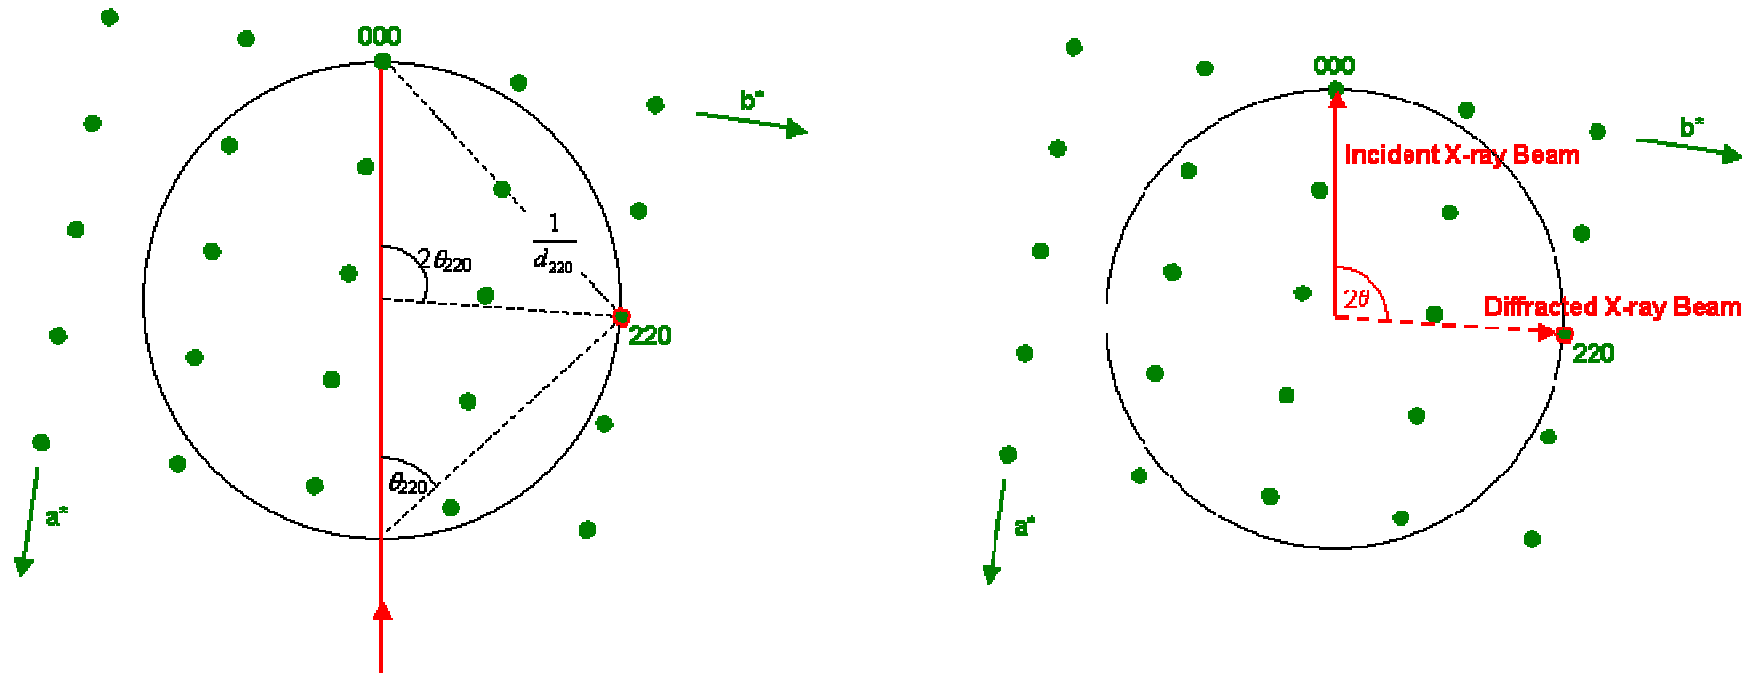 000
b*
1
d220
2θ220
220
θ220
a*
000
b*
Incident X-ray Beam
2θ
Diffracted X-ray Beam
220
a*